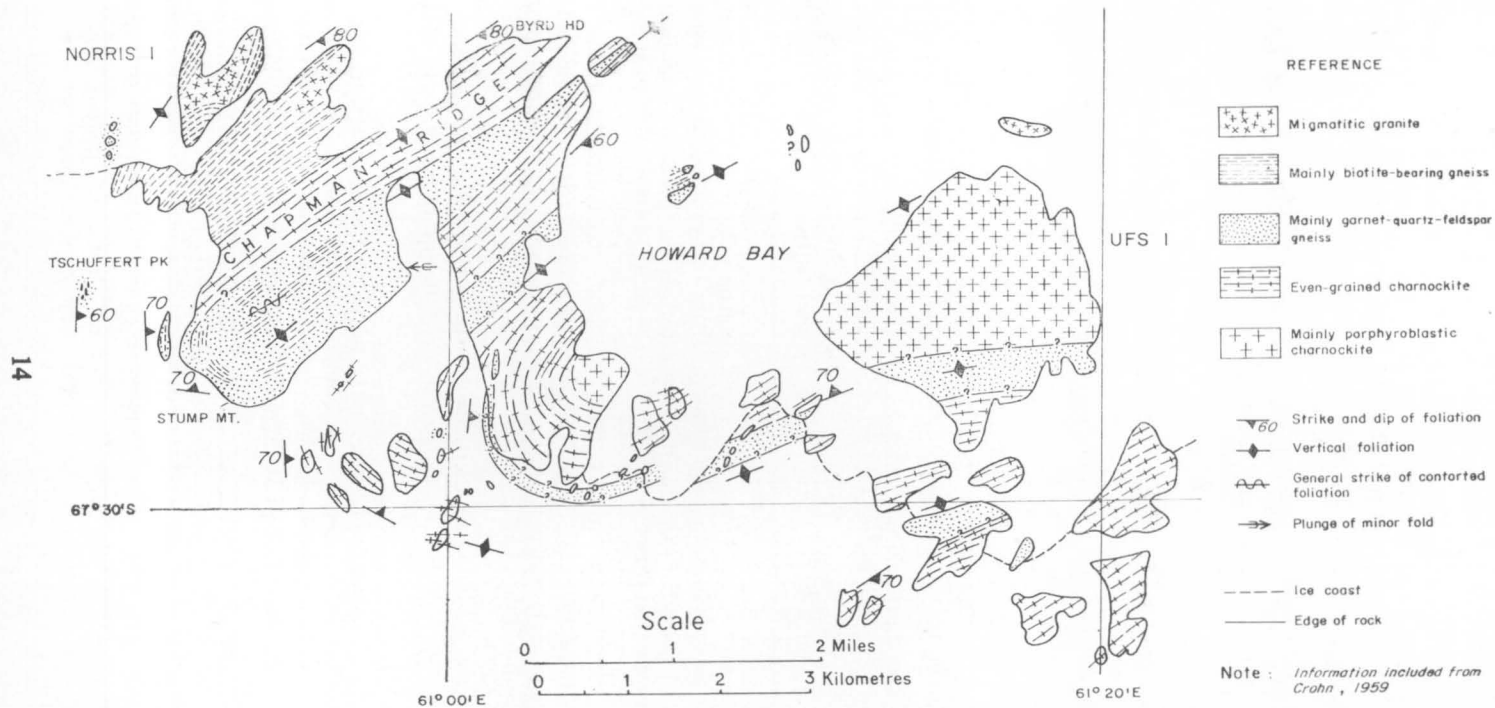 BYRD HD
NORRIS I
80
80
CHAPMAN RIDGE
60
TSCHUFFERT PK
HOWARD BAY
UFS I
60
70
70
STUMP MT.
70
70
67° 30'S
70
Scale
0 1 2 Miles
0 1 2 3 Kilometres
61° 00'E
61° 20'E
14
REFERENCE
Migmatitic granite
Mainly biotite-bearing gneiss
Mainly garnet-quartz-feldspar
gneiss
Even-grained charnockite
Mainly porphyroblastic
charnockite
60 Strike and dip of foliation
Vertical foliation
General strike of contorted
foliation
Plunge of minor fold
Ice coast
Edge of rock
Note : Information included from
Crohn, 1959